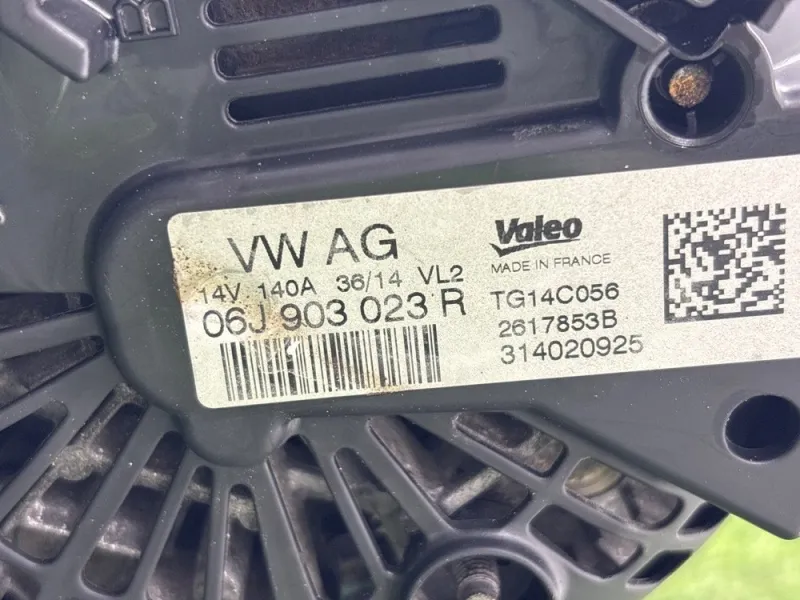 B
VW AG
14V 140A 36/14 VL2
06J 903 023 R
Valeo
MADE IN FRANCE
TG14C056
2617853B
314020925